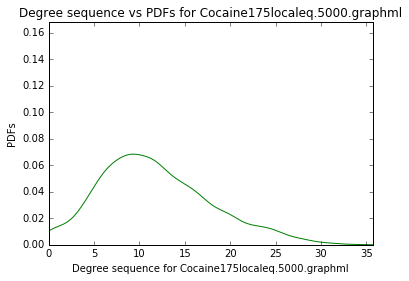 Degree sequence vs PDFs for Cocaine175localeq.5000.graphml
0.16
0.14
0.12
0.10
0.08
0.06
0.04
0.02
0.00
PDFs
0 5 10 15 20 25 30 35
Degree sequence for Cocaine175localeq.5000.graphml